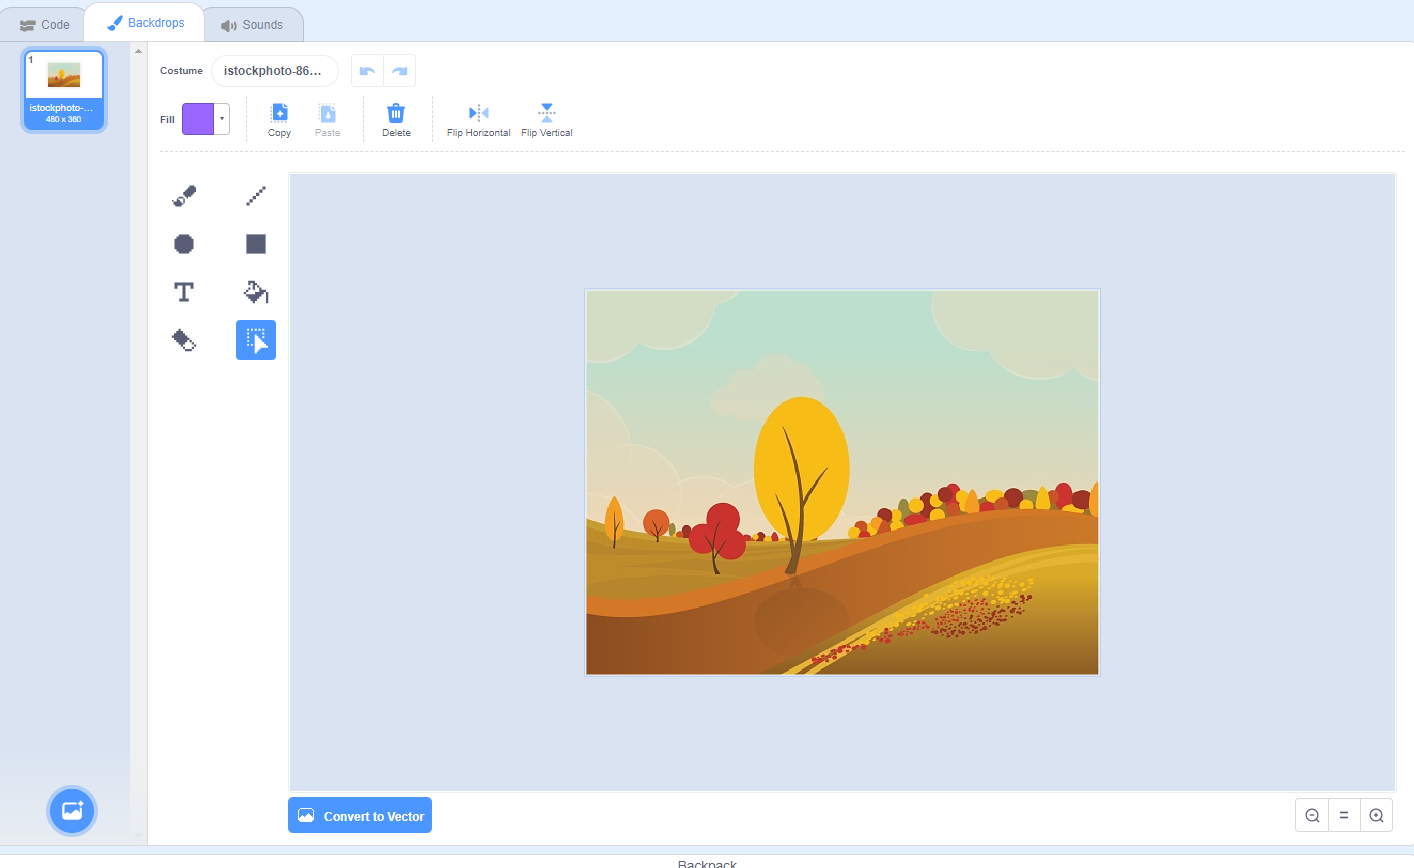 Code
Backdrops
Sounds
1
istockphoto-...
480 x 360
Costume
istockphoto-86...
Fill
Copy
Paste
Delete
Flip Horizontal
Flip Vertical
T
Convert to Vector
=
Backpack